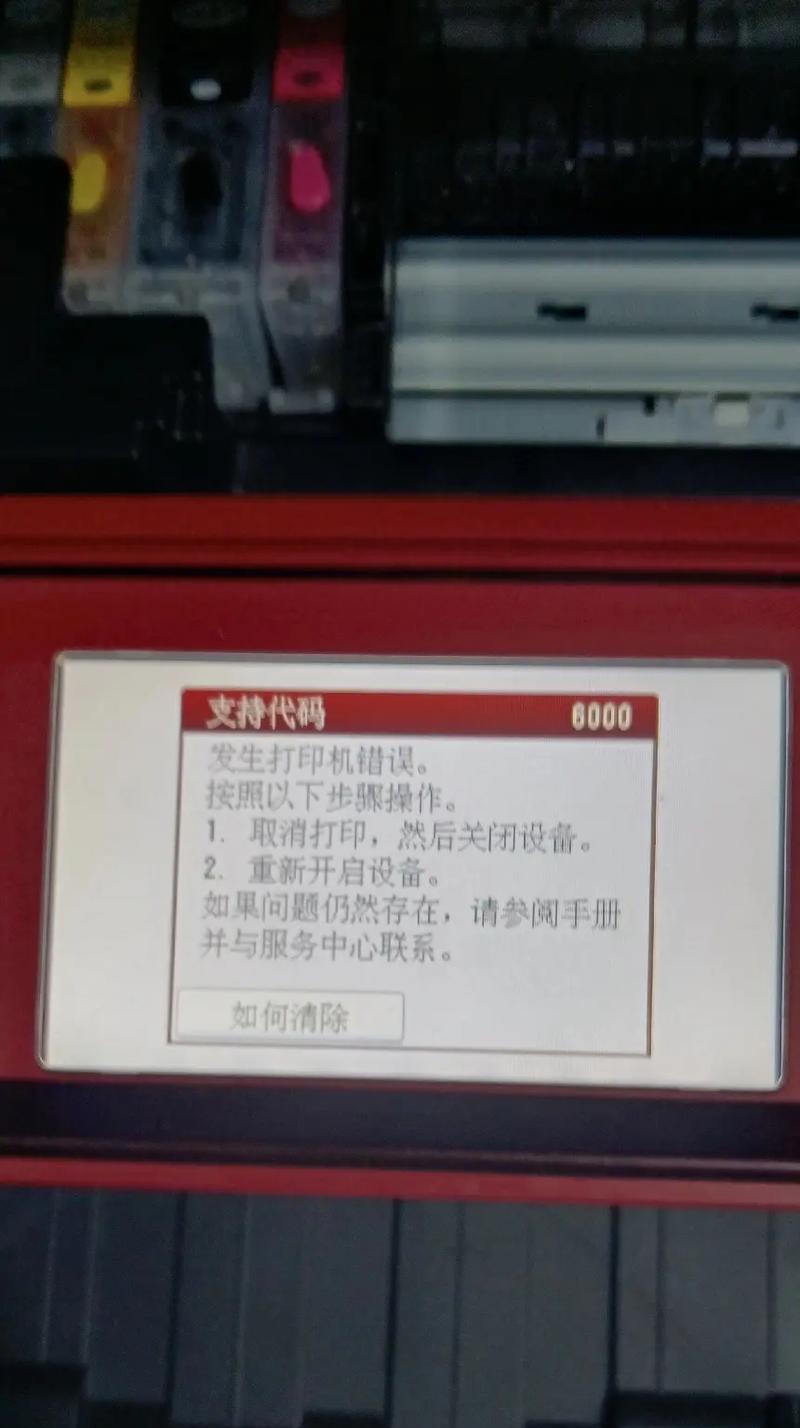 支持代码 6000
发生打印机错误。
按照以下步骤操作。
1. 取消打印，然后关闭设备。
2. 重新开启设备。
如果问题仍然存在，请参阅手册
并与服务中心联系。
如何清除